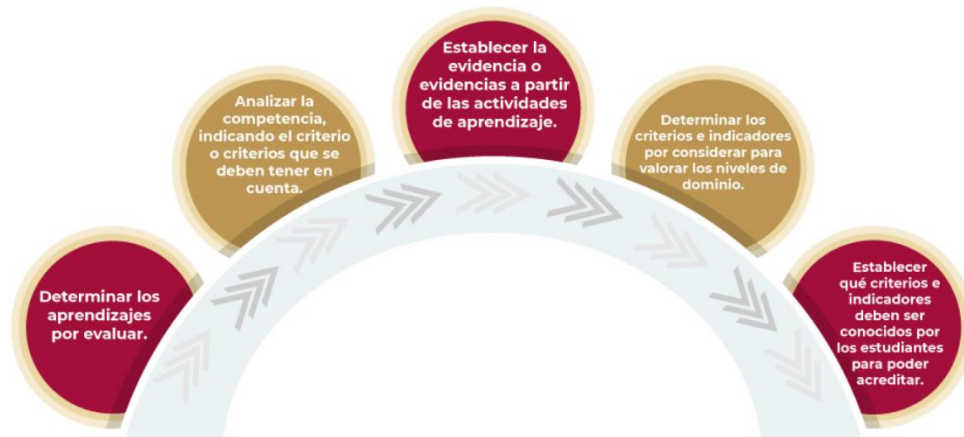 Determinar los
aprendizajes
por evaluar.
Analizar la
competencia,
indicando el criterio
o criterios que se
deben tener en
cuenta.
Establecer la
evidencia o
evidencias a partir
de las actividades
de aprendizaje.
Determinar los
criterios e indicadores
por considerar para
valorar los niveles de
dominio.
Establecer
qué criterios e
indicadores
deben ser
conocidos por
los estudiantes
para poder
acreditar.